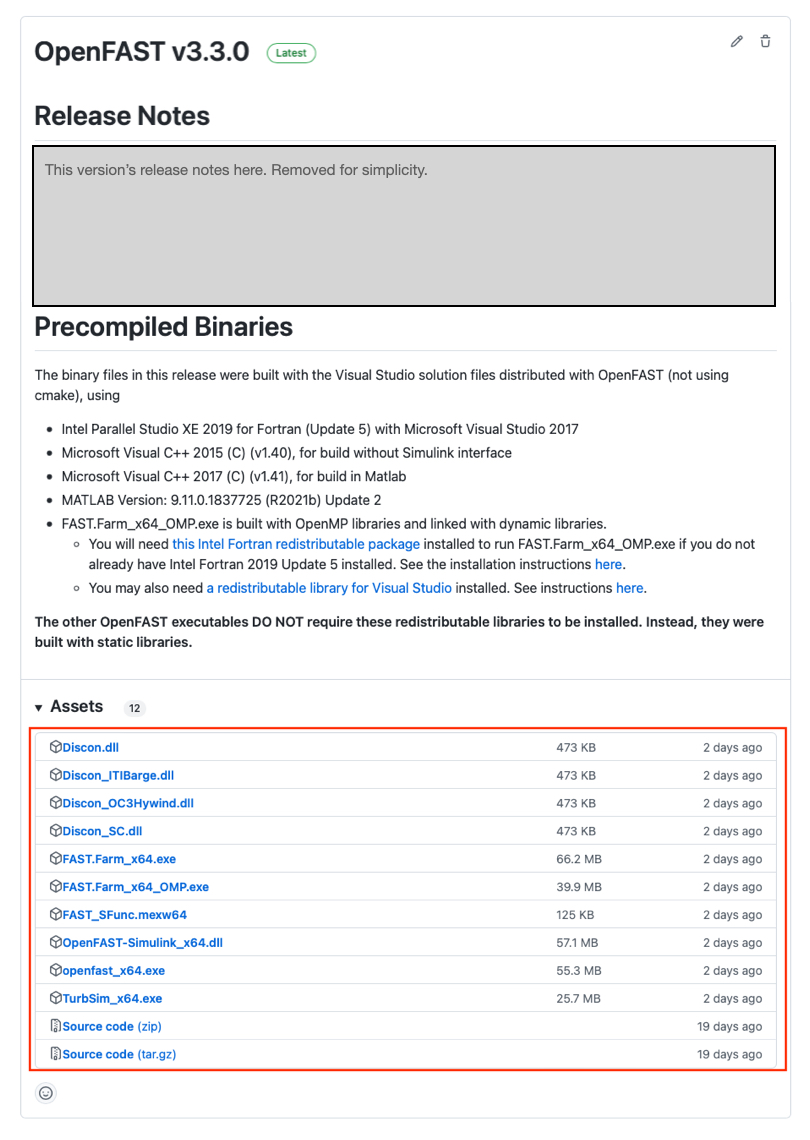 OpenFAST v3.3.0 Latest
Release Notes
This version’s release notes here. Removed for simplicity.
Precompiled Binaries
The binary files in this release were built with the Visual Studio solution files distributed with OpenFAST (not using
cmake), using
• Intel Parallel Studio XE 2019 for Fortran (Update 5) with Microsoft Visual Studio 2017
• Microsoft Visual C++ 2015 (C) (v1.40), for build without Simulink interface
• Microsoft Visual C++ 2017 (C) (v1.41), for build in Matlab
• MATLAB Version: 9.11.0.1837725 (R2021b) Update 2
• FAST.Farm_x64_OMP.exe is built with OpenMP libraries and linked with dynamic libraries.
◦ You will need this Intel Fortran redistributable package installed to run FAST.Farm_x64_OMP.exe if you do not
already have Intel Fortran 2019 Update 5 installed. See the installation instructions here.
◦ You may also need a redistributable library for Visual Studio installed. See instructions here.
The other OpenFAST executables DO NOT require these redistributable libraries to be installed. Instead, they were
built with static libraries.
Assets 12
Discon.dll 473 KB 2 days ago
Discon_ITIBarge.dll 473 KB 2 days ago
Discon_OC3Hywind.dll 473 KB 2 days ago
Discon_SC.dll 473 KB 2 days ago
FAST.Farm_x64.exe 66.2 MB 2 days ago
FAST.Farm_x64_OMP.exe 39.9 MB 2 days ago
FAST_SFunc.mexw64 125 KB 2 days ago
OpenFAST-Simulink_x64.dll 57.1 MB 2 days ago
openfast_x64.exe 55.3 MB 2 days ago
TurbSim_x64.exe 25.7 MB 2 days ago
Source code (zip) 19 days ago
Source code (tar.gz) 19 days ago